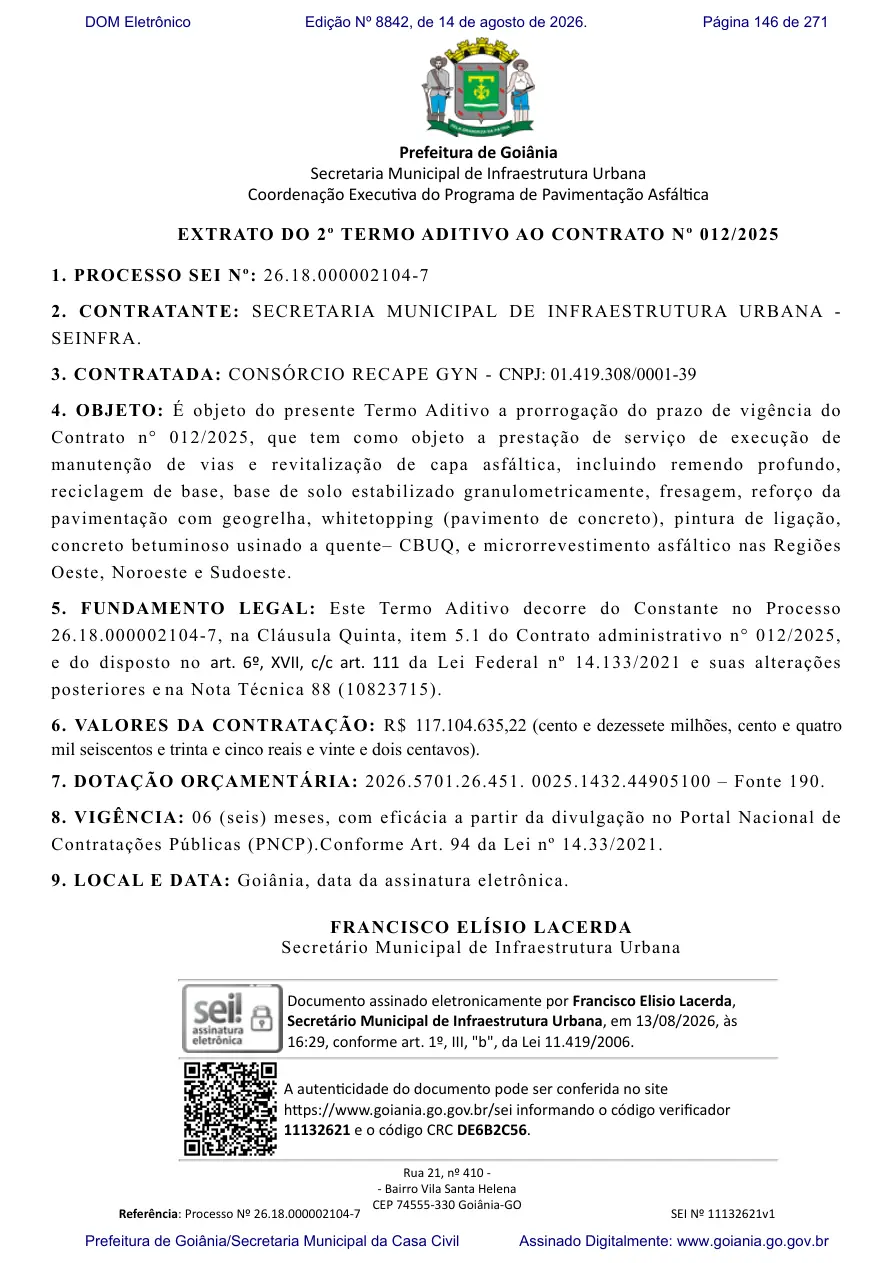 DOM Eletrônico Edição Nº 8842, de 14 de agosto de 2026. Página 146 de 271
PELA GRANDEZA DA PÁTRIA
Prefeitura de Goiânia
Secretaria Municipal de Infraestrutura Urbana
Coordenação Executiva do Programa de Pavimentação Asfáltica
EXTRATO DO 2º TERMO ADITIVO AO CONTRATO Nº 012/2025
1. PROCESSO SEI Nº: 26.18.000002104-7
2. CONTRATANTE: SECRETARIA MUNICIPAL DE INFRAESTRUTURA URBANA -
SEINFRA.
3. CONTRATADA: CONSÓRCIO RECAPE GYN - CNPJ: 01.419.308/0001-39
4. OBJETO: É objeto do presente Termo Aditivo a prorrogação do prazo de vigência do
Contrato n° 012/2025, que tem como objeto a prestação de serviço de execução de
manutenção de vias e revitalização de capa asfáltica, incluindo remendo profundo,
reciclagem de base, base de solo estabilizado granulometricamente, fresagem, reforço da
pavimentação com geogrelha, whitetopping (pavimento de concreto), pintura de ligação,
concreto betuminoso usinado a quente– CBUQ, e microrrevestimento asfáltico nas Regiões
Oeste, Noroeste e Sudoeste.
5. FUNDAMENTO LEGAL: Este Termo Aditivo decorre do Constante no Processo
26.18.000002104-7, na Cláusula Quinta, item 5.1 do Contrato administrativo n° 012/2025,
e do disposto no art. 6º, XVII, c/c art. 111 da Lei Federal nº 14.133/2021 e suas alterações
posteriores e na Nota Técnica 88 (10823715).
6. VALORES DA CONTRATAÇÃO: R$ 117.104.635,22 (cento e dezessete milhões, cento e quatro
mil seiscentos e trinta e cinco reais e vinte e dois centavos).
7. DOTAÇÃO ORÇAMENTÁRIA: 2026.5701.26.451. 0025.1432.44905100 – Fonte 190.
8. VIGÊNCIA: 06 (seis) meses, com eficácia a partir da divulgação no Portal Nacional de
Contratações Públicas (PNCP).Conforme Art. 94 da Lei nº 14.33/2021.
9. LOCAL E DATA: Goiânia, data da assinatura eletrônica.
FRANCISCO ELÍSIO LACERDA
Secretário Municipal de Infraestrutura Urbana
sei!
assinatura
eletrônica
Documento assinado eletronicamente por Francisco Elisio Lacerda,
Secretário Municipal de Infraestrutura Urbana, em 13/08/2026, às
16:29, conforme art. 1º, III, "b", da Lei 11.419/2006.
A autenticidade do documento pode ser conferida no site
https://www.goiania.go.gov.br/sei informando o código verificador
11132621 e o código CRC DE6B2C56.
Rua 21, nº 410 -
- Bairro Vila Santa Helena
CEP 74555-330 Goiânia-GO
Referência: Processo Nº 26.18.000002104-7 SEI Nº 11132621v1
Prefeitura de Goiânia/Secretaria Municipal da Casa Civil Assinado Digitalmente: www.goiania.go.gov.br